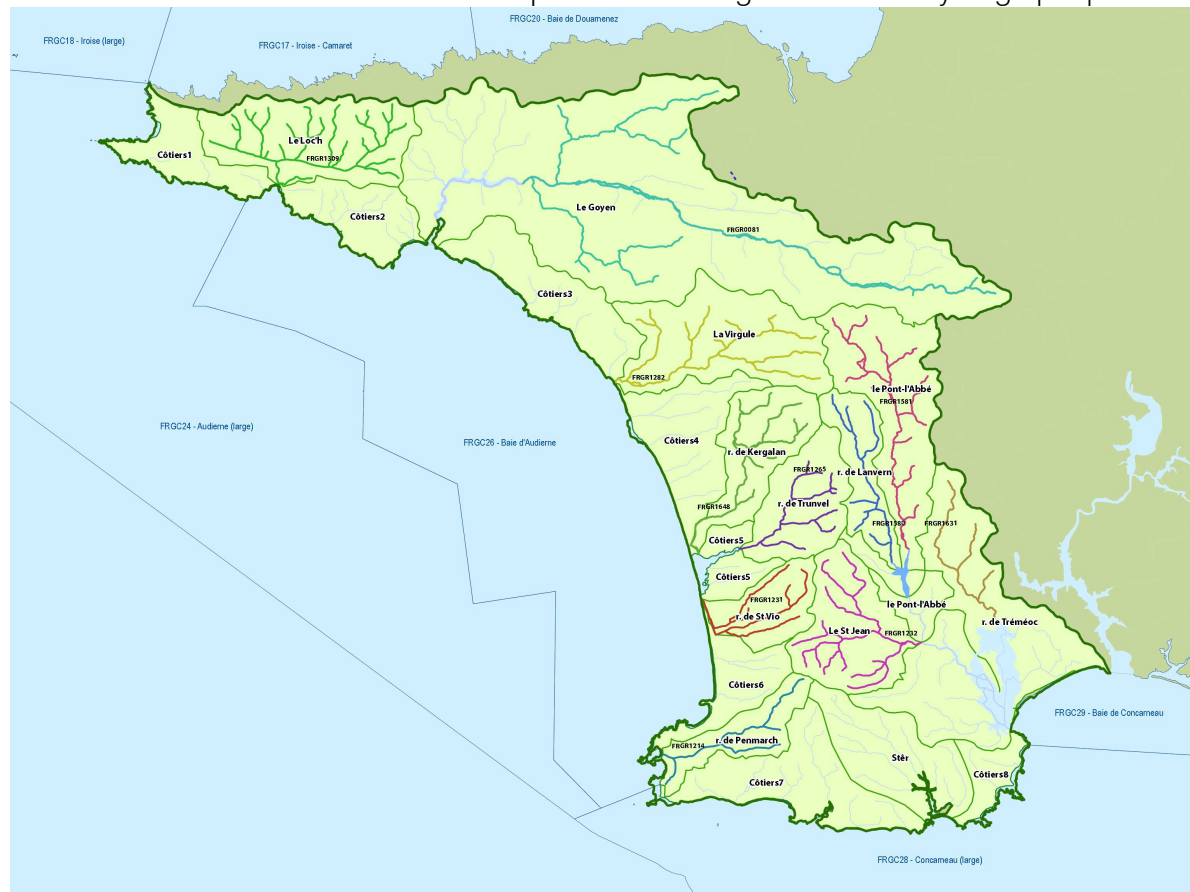 FRGC20 - Baie de Douarnenez
FRGC18 - Iroise (large)
FRGC17 - Iroise - Camaret
Le Loc'h
Côtiers1
FRGR1309
Côtiers2
Le Goyen
FRGR0081
Côtiers3
La Virgule
FRGR1282
le Pont-l'Abbé
FRGR1581
FRGC24 - Audierne (large)
FRGC26 - Baie d'Audierne
Côtiers4
r. de Kergalan
FRGR1265
r. de Lanvern
r. de Trunvel
FRGR1648
FRGR1580
FRGR1631
Côtiers5
Côtiers5
FRGR1231
r. de St Vio
le Pont-l'Abbé
Le St Jean
FRGR1232
r. de Tréméoc
Côtiers6
FRGC29 - Baie de Concarneau
r. de Penmarch
FRGR1214
Stêr
Côtiers7
Côtiers8
FRGC28 - Concarneau (large)